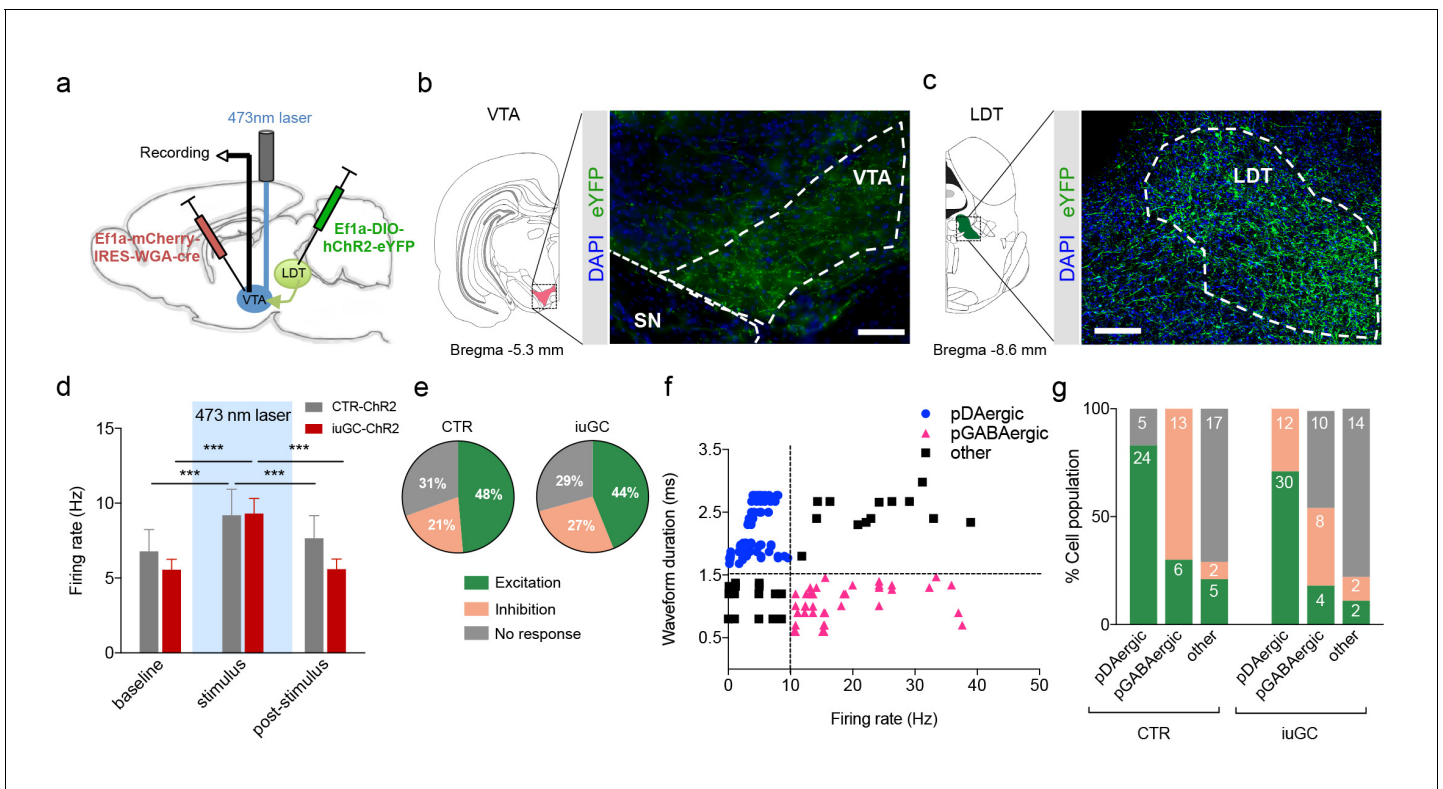 a
473nm laser
Recording
Ef1a-mCherry-
IRES-WGA-cre
Ef1a-DIO-
hChR2-eYFP
LDT
VTA
b
VTA
Bregma -5.3 mm
DAPI eYFP
VTA
SN
c
LDT
Bregma -8.6 mm
DAPI eYFP
LDT
d
473 nm laser
CTR-ChR2
iuGC-ChR2
Firing rate (Hz)
15
10
5
0
***
***
***
***
baseline
stimulus
post-stimulus
e
CTR
iuGC
31%
48%
21%
29%
44%
27%
Excitation
Inhibition
No response
f
pDAergic
pGABAergic
other
Waveform duration (ms)
3.5
2.5
1.5
0.5
0
10
20
30
40
50
Firing rate (Hz)
g
% Cell population
100
50
0
5
24
13
6
17
2
5
12
30
10
8
4
14
2
2
pDAergic
pGABAergic
other
pDAergic
pGABAergic
other
CTR
iuGC